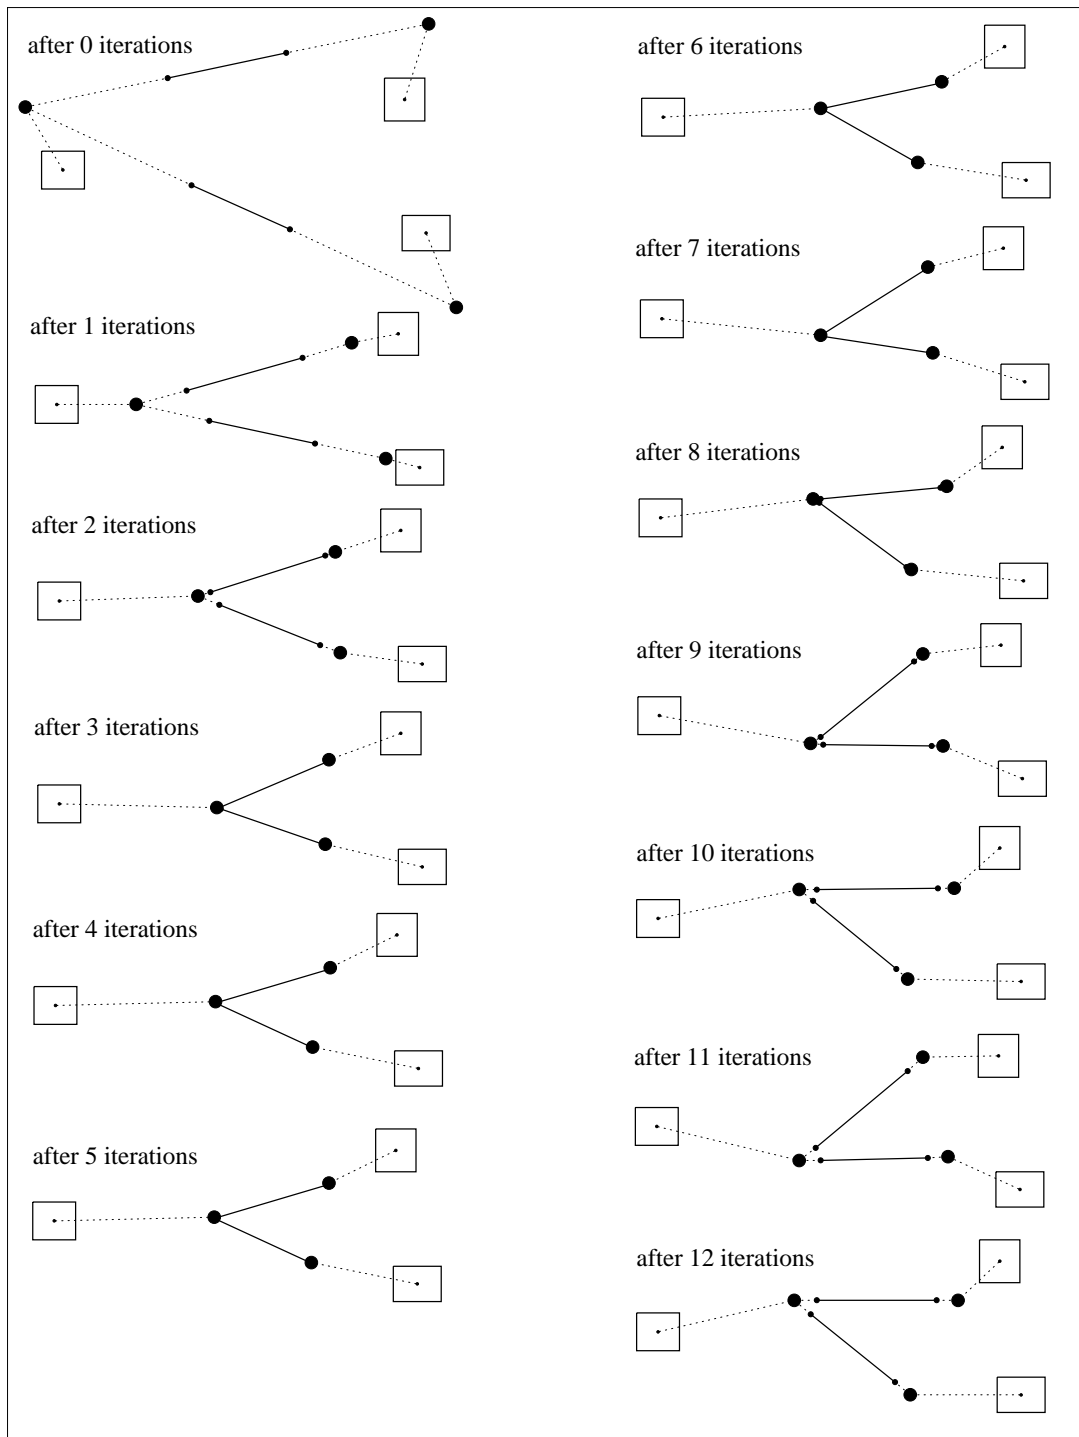 after 0 iterations
after 1 iterations
after 2 iterations
after 3 iterations
after 4 iterations
after 5 iterations
after 6 iterations
after 7 iterations
after 8 iterations
after 9 iterations
after 10 iterations
after 11 iterations
after 12 iterations